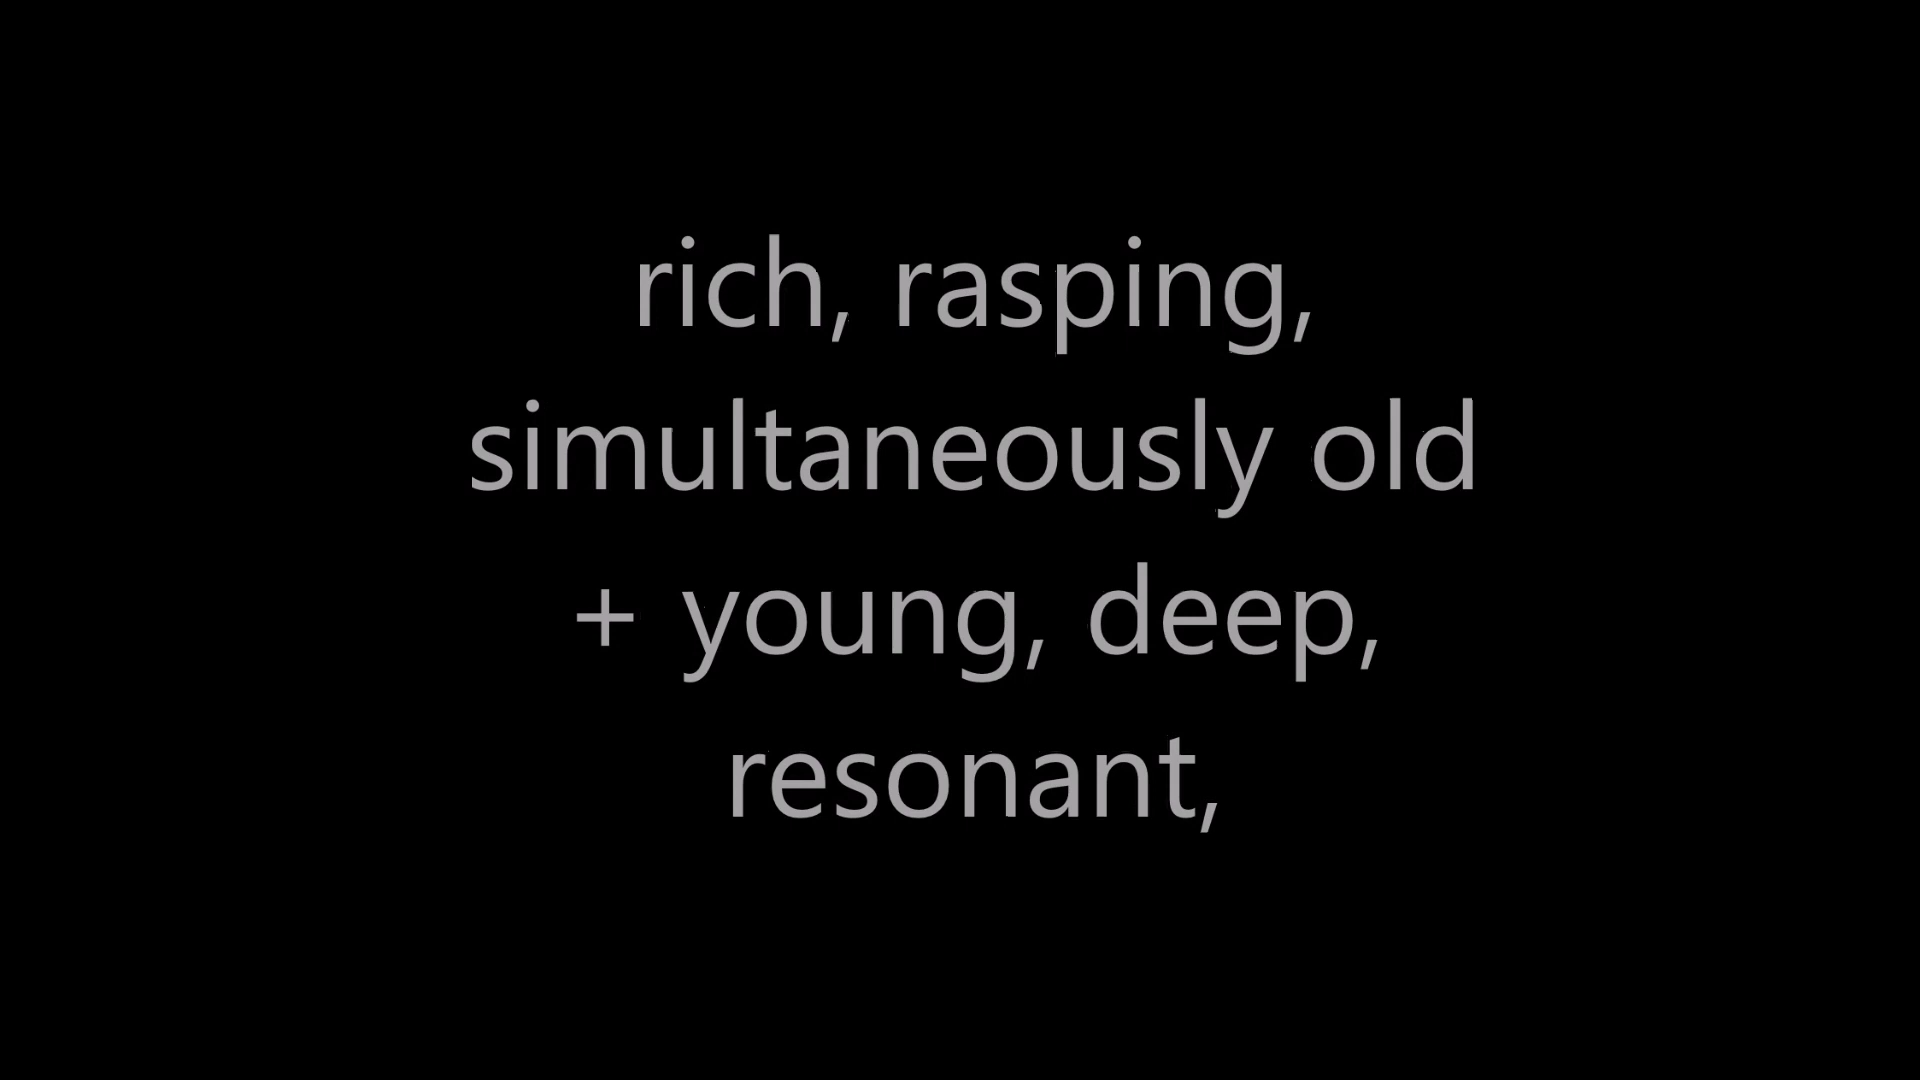 rich, rasping,
simultaneously old
+ young, deep,
resonant,